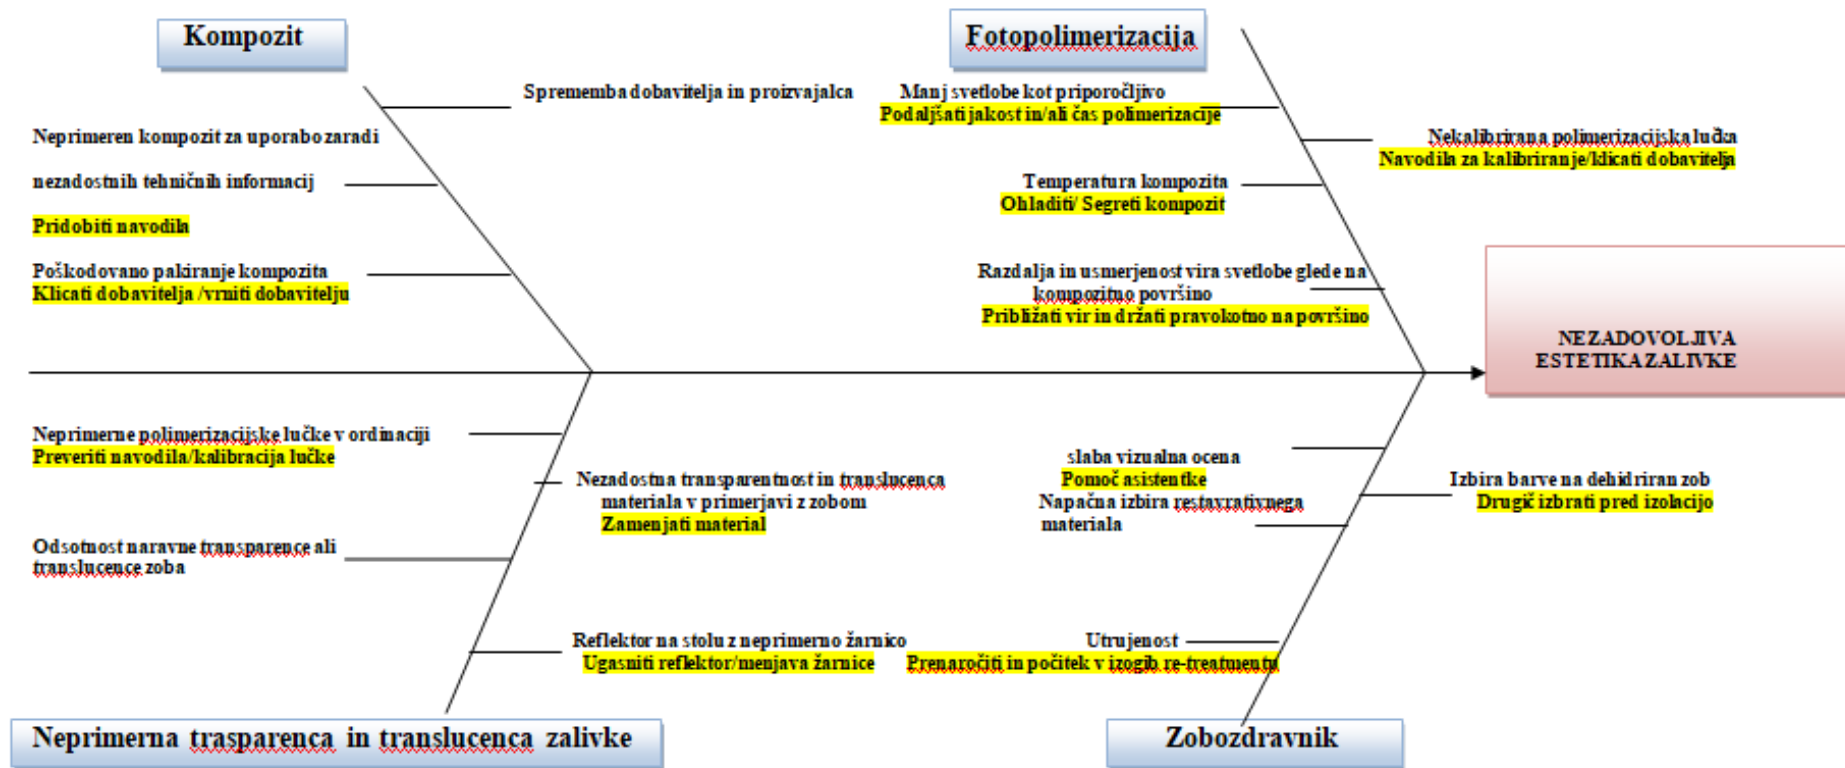 Kompozit
Fotopolimerizacija
Sprememba dobavitelja in proizvajalca
Neprimeren kompozit za uporabo zaradi
nezadostnih tehničnih informacij
Pridobiti navodila
Poškodovano pakiranje kompozita
Klicati dobavitelja /vrniti dobavitelju
Manj svetlobe kot priporočljivo
Podaljšati jakost in/ali čas polimerizacije
Nekalibrirana polimerizacijska lučka
Navodila za kalibriranje/klicati dobavitelja
Temperatura kompozita
Ohladiti/ Segreti kompozit
Razdalja in usmerjenost vira svetlobe glede na
kompozitno površino
Približati vir in držati pravokotno na površino
NEZADOVOLJIVA
ESTETIKA ZALIVKE
Neprimerne polimerizacijske lučke v ordinaciji
Preveriti navodila/kalibracija lučke
Nezadostna transparentnost in translucenca
materiala v primerjavi z zobom
Zamenjati material
Odsotnost naravne transparence ali
translucence zoba
Reflektor na stolu z neprimerno žarnico
Ugasniti reflektor/menjava žarnice
slaba vizualna ocena
Pomoč asistentke
Napačna izbira restavrativnega
materiala
Izbira barve na dehidriran zob
Drugič izbrati pred izolacijo
Utrujenost
Prenaročiti in počitek v izogib re-treatmentu
Neprimerna trasparenca in translucenca zalivke
Zobozdravnik